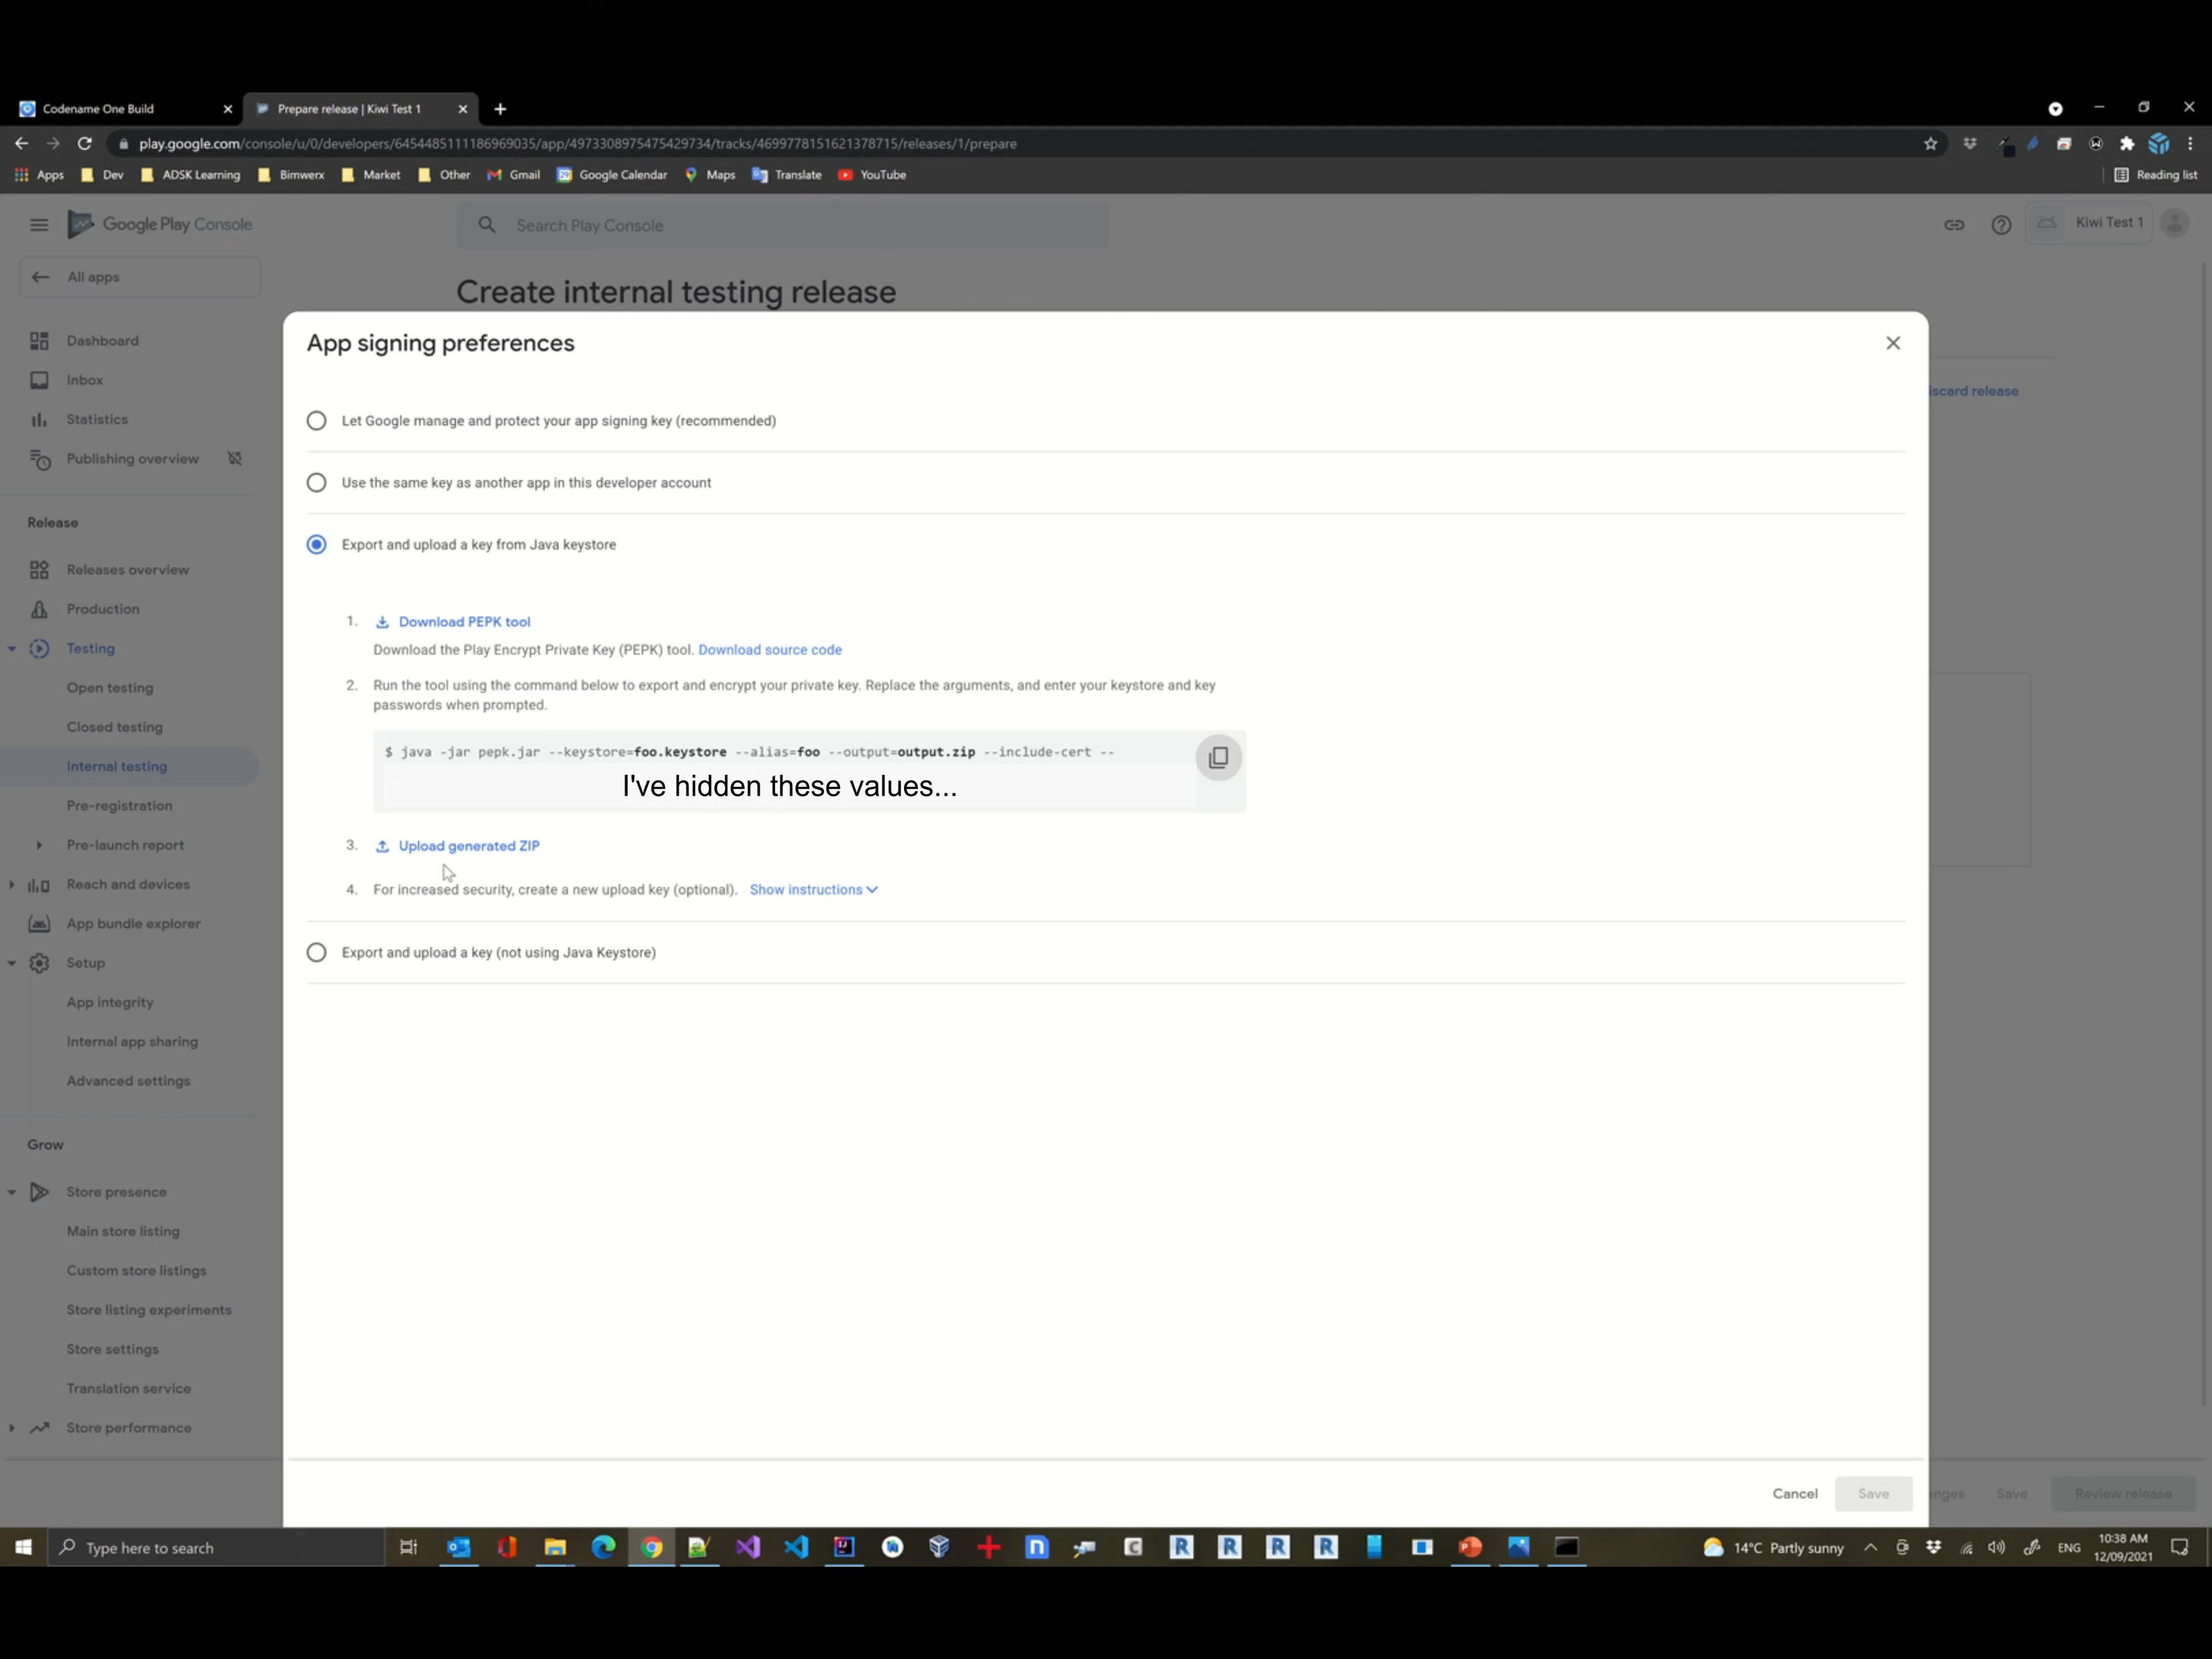 Codename One Build
Prepare release | Kiwi Test 1
play.google.com/console/u/0/developers/6454485111186969035/app/4973308975475429734/tracks/4699778151621378715/releases/1/prepare
Apps Dev ADSK Learning Bimwerx Market Other Gmail Google Calendar Maps Translate YouTube Reading list
Google Play Console
Search Play Console
Kiwi Test 1
All apps
Create internal testing release
Dashboard
Inbox
Statistics
Publishing overview
Release
Releases overview
Production
Testing
Open testing
Closed testing
Internal testing
Pre-registration
Pre-launch report
Reach and devices
App bundle explorer
Setup
App integrity
Internal app sharing
Advanced settings
Grow
Store presence
Main store listing
Custom store listings
Store listing experiments
Store settings
Translation service
Store performance
App signing preferences
scard release
Let Google manage and protect your app signing key (recommended)
Use the same key as another app in this developer account
Export and upload a key from Java keystore
1. Download PEPK tool
Download the Play Encrypt Private Key (PEPK) tool. Download source code
2. Run the tool using the command below to export and encrypt your private key. Replace the arguments, and enter your keystore and key
passwords when prompted.
$ java -jar pepk.jar --keystore=foo.keystore --alias=foo --output=output.zip --include-cert --
I've hidden these values...
3. Upload generated ZIP
4. For increased security, create a new upload key (optional). Show instructions
Export and upload a key (not using Java Keystore)
Cancel Save nges Save Review release
Type here to search
14°C Partly sunny
ENG
10:38 AM
12/09/2021